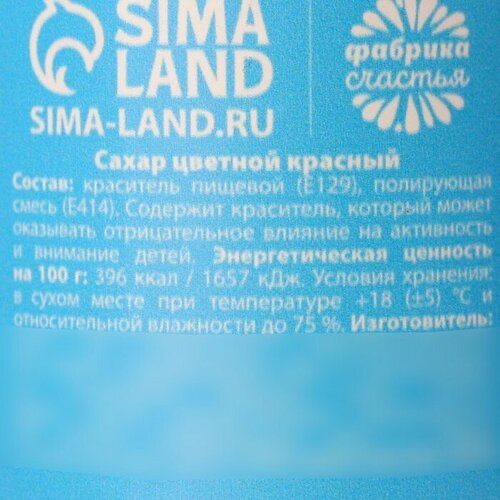 SIMA
LAND
SIMA-LAND.RU
фабрика
счастья
Сахар цветной красный
Состав: краситель пищевой (Е129), полирующая
смесь (Е414). Содержит краситель, который может
оказывать отрицательное влияние на активность
и внимание детей. Энергетическая ценность
на 100 г: 396 ккал / 1657 кДж. Условия хранения:
в сухом месте при температуре +18 (±5) °С и
относительной влажности до 75 %. Изготовитель: